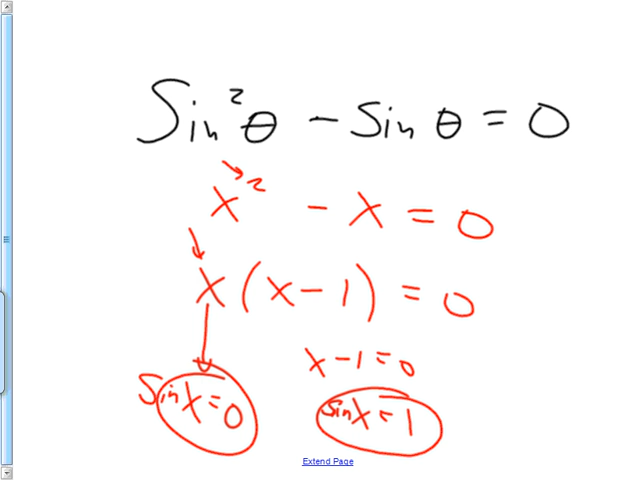 Sin²θ - Sin θ = 0
x² - x = 0
x(x-1) = 0
x-1=0
Sin x=0
sin x=1
Extend Page